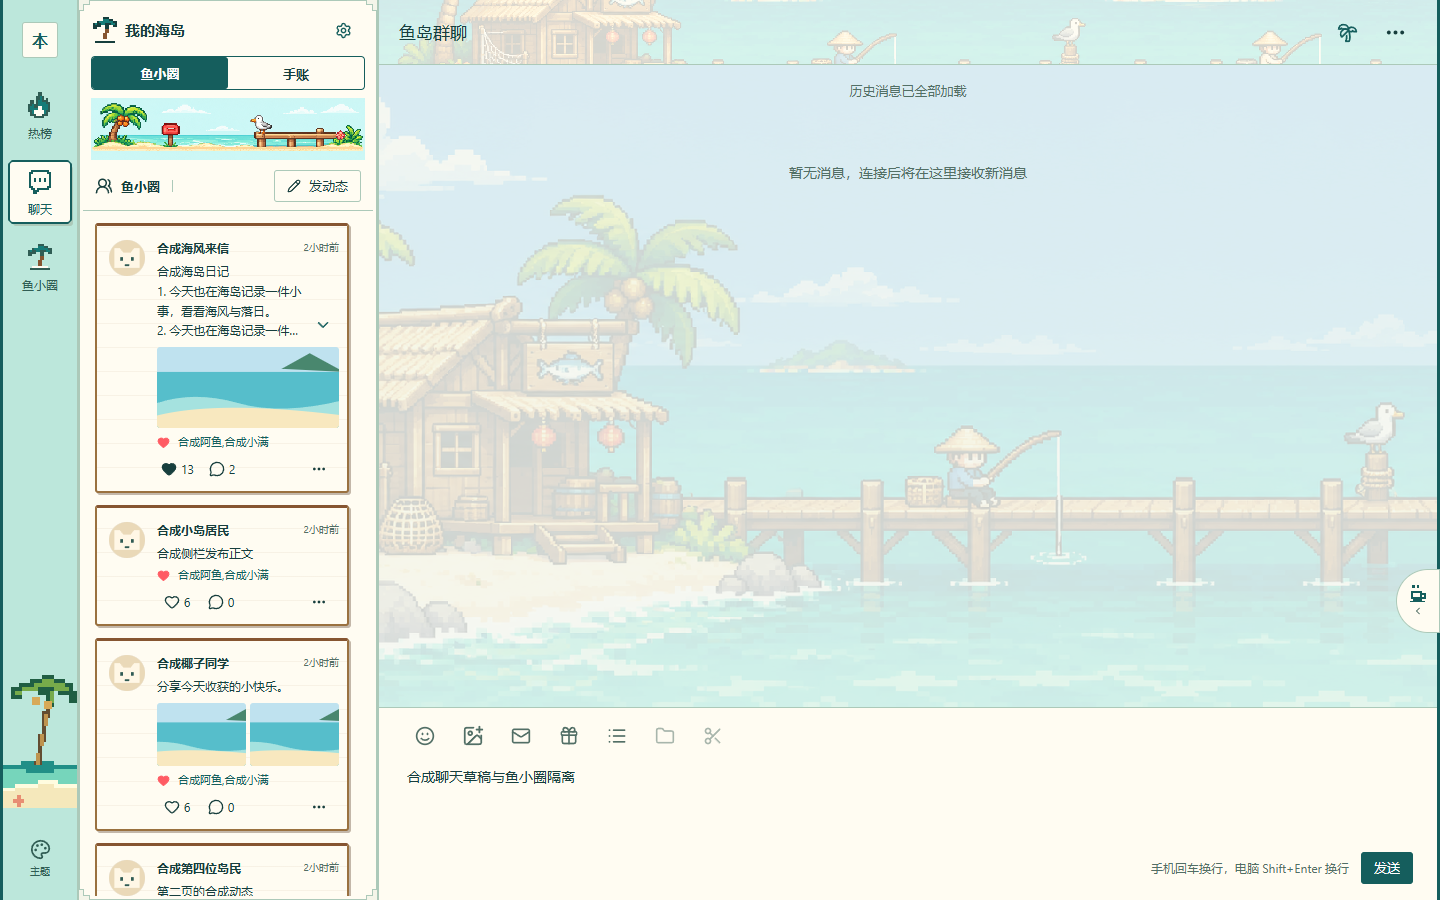 本
热榜
聊天
鱼小圈
主题
我的海岛
鱼小圈
手账
鱼小圈
发动态
合成海风来信
2小时前
合成海岛日记
1. 今天也在海岛记录一件小
事，看看海风与落日。
2. 今天也在海岛记录一件...
合成阿鱼,合成小满
13
2
合成小岛居民
2小时前
合成侧栏发布正文
合成阿鱼,合成小满
6
0
合成椰子同学
2小时前
分享今天收获的小快乐。
合成阿鱼,合成小满
6
0
合成第四位岛民
2小时前
第二页的合成动态
鱼岛群聊
历史消息已全部加载
暂无消息，连接后将在这里接收新消息
合成聊天草稿与鱼小圈隔离
手机回车换行，电脑 Shift+Enter 换行
发送